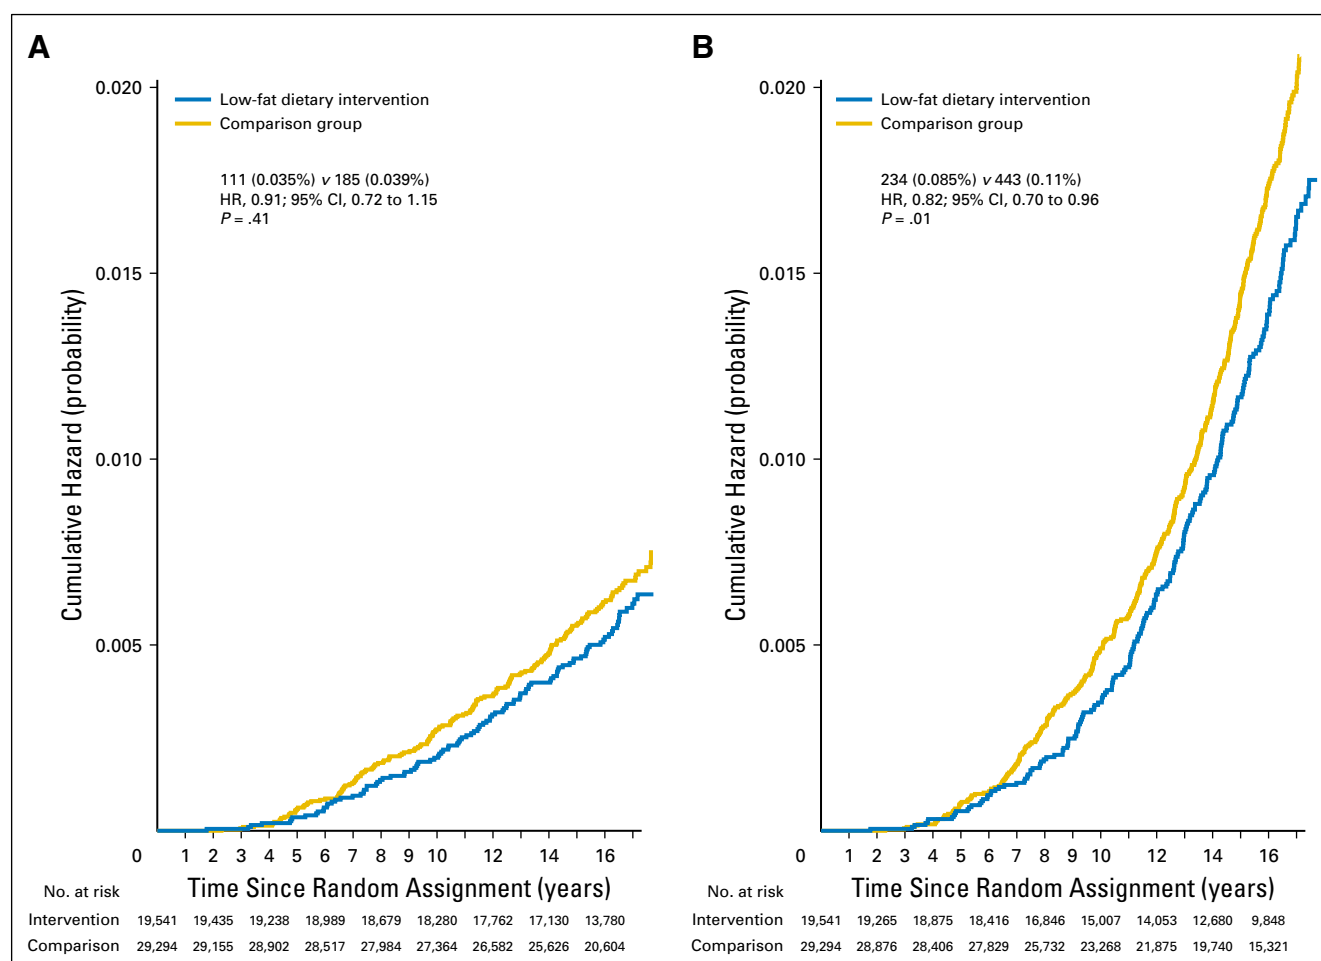 A
0.020
0.015
0.010
0.005
Cumulative Hazard (probability)
Low-fat dietary intervention
Comparison group
111 (0.035%) v 185 (0.039%)
HR, 0.91; 95% CI, 0.72 to 1.15
P = .41
0 1 2 3 4 5 6 7 8 9 10 12 14 16
Time Since Random Assignment (years)
No. at risk
Intervention 19,541 19,435 19,238 18,989 18,679 18,280 17,762 17,130 13,780
Comparison 29,294 29,155 28,902 28,517 27,984 27,364 26,582 25,626 20,604
B
0.020
0.015
0.010
0.005
Cumulative Hazard (probability)
Low-fat dietary intervention
Comparison group
234 (0.085%) v 443 (0.11%)
HR, 0.82; 95% CI, 0.70 to 0.96
P = .01
0 1 2 3 4 5 6 7 8 9 10 12 14 16
Time Since Random Assignment (years)
No. at risk
Intervention 19,541 19,265 18,875 18,416 16,846 15,007 14,053 12,680 9,848
Comparison 29,294 28,876 28,406 27,829 25,732 23,268 21,875 19,740 15,321